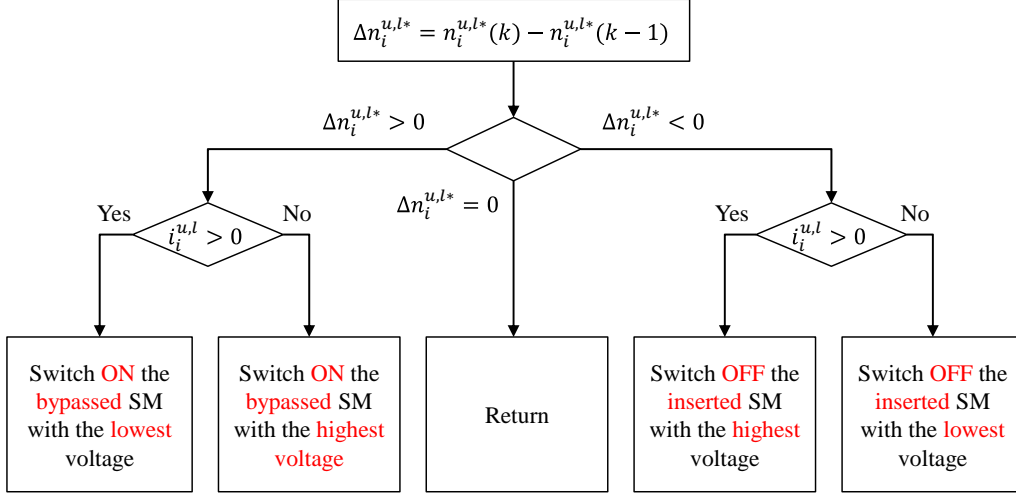 Δn_i^{u,l*} = n_i^{u,l*}(k) − n_i^{u,l*}(k − 1)
Δn_i^{u,l*} > 0
Δn_i^{u,l*} < 0
Δn_i^{u,l*} = 0
Yes
i_i^{u,l} > 0
No
Yes
i_i^{u,l} > 0
No
Switch ON the
bypassed SM
with the lowest
voltage
Switch ON the
bypassed SM
with the highest
voltage
Return
Switch OFF the
inserted SM
with the highest
voltage
Switch OFF the
inserted SM
with the lowest
voltage